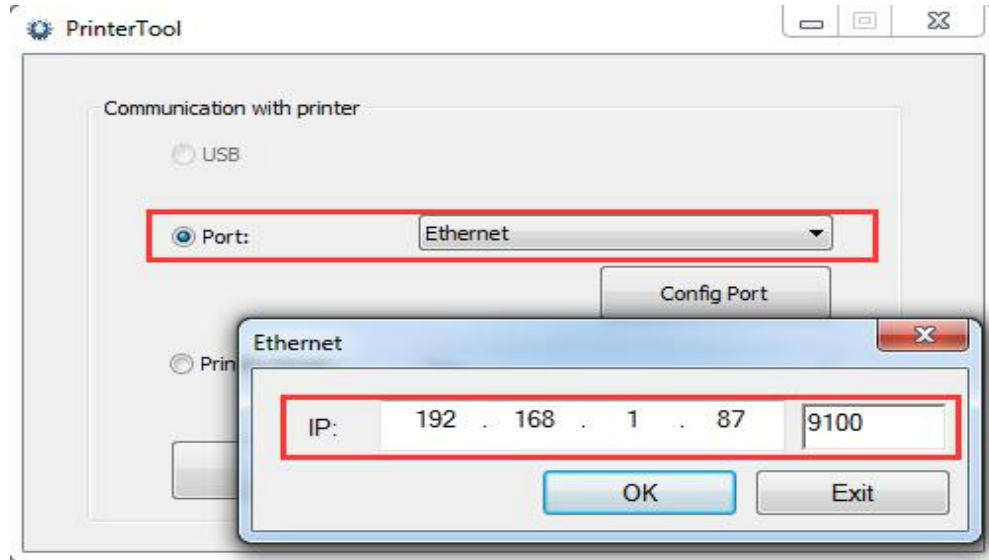 PrinterTool
Communication with printer
USB
Port: Ethernet
Config Port
Ethernet
IP: 192 . 168 . 1 . 87 9100
OK Exit